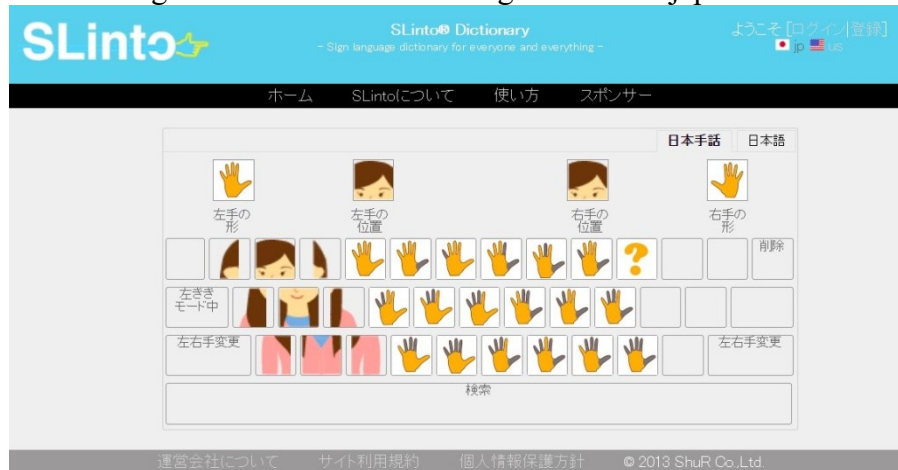 SLinto
SLinto® Dictionary
– Sign language dictionary for everyone and everything –
ようこそ [ログイン|登録]
jp us
ホーム SLintoについて 使い方 スポンサー
日本手話 日本語
左手の
形
左手の
位置
右手の
位置
右手の
形
削除
左きき
モード中
左右手変更
左右手変更
検索
運営会社について サイト利用規約 個人情報保護方針 © 2013 ShuR Co.,Ltd